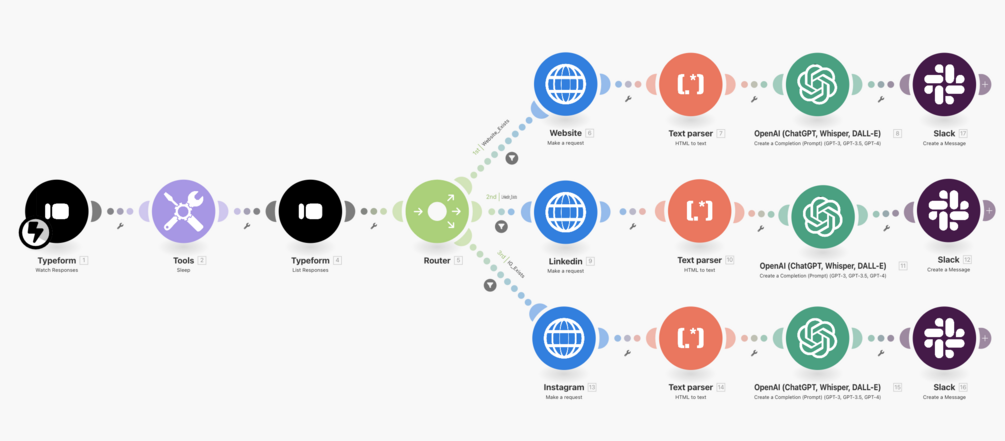 Website 6
Make a request
Text parser 7
HTML to text
OpenAI (ChatGPT, Whisper, DALL-E) 8
Create a Completion (Prompt) (GPT-3, GPT-3.5, GPT-4)
Slack 17
Create a Message
1st Website_Exists
Typeform 1
Watch Responses
Tools 2
Sleep
Typeform 4
List Responses
Router 5
2nd
Linkedin 9
Make a request
Text parser 10
HTML to text
OpenAI (ChatGPT, Whisper, DALL-E) 11
Create a Completion (Prompt) (GPT-3, GPT-3.5, GPT-4)
Slack 12
Create a Message
3rd IG_Exists
Instagram 13
Make a request
Text parser 14
HTML to text
OpenAI (ChatGPT, Whisper, DALL-E) 15
Create a Completion (Prompt) (GPT-3, GPT-3.5, GPT-4)
Slack 16
Create a Message